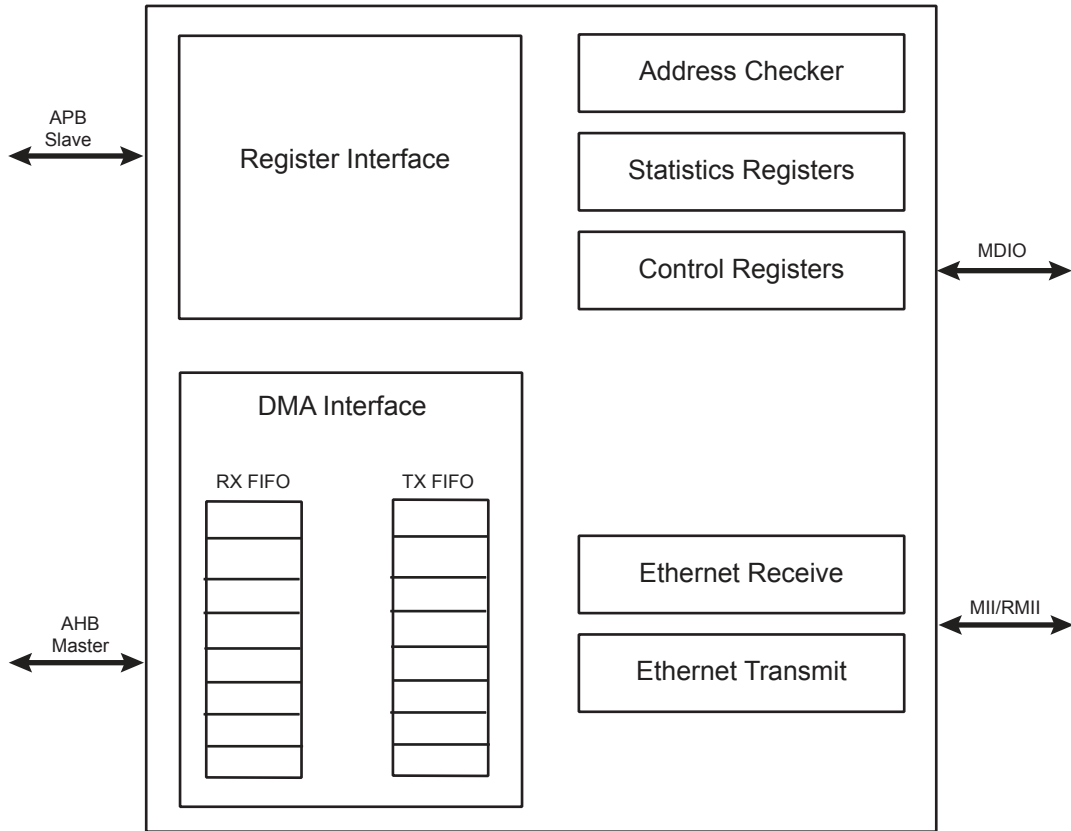 APB
Slave
Register Interface
Address Checker
Statistics Registers
Control Registers
MDIO
DMA Interface
RX FIFO
TX FIFO
AHB
Master
Ethernet Receive
Ethernet Transmit
MII/RMII